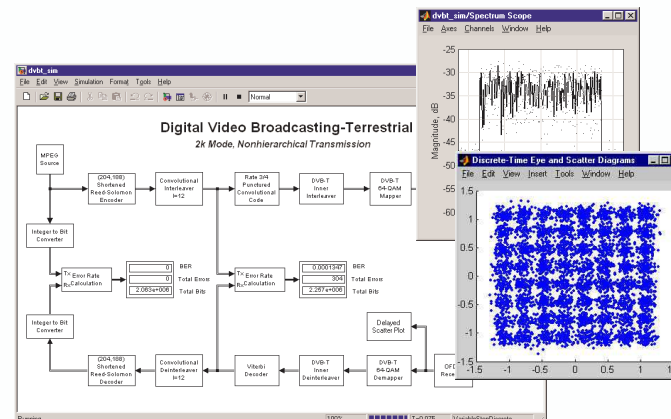 dvbt_sim/Spectrum Scope
File Axes Channels Window Help
-25
-30
-35
-40
-45
-50
-55
-60
Magnitude, dB
dvbt_sim
File Edit View Simulation Format Tools Help
Normal
Digital Video Broadcasting-Terrestrial
2k Mode, Nonhierarchical Transmission
MPEG
Source
(204,188)
Shortened
Reed-Solomon
Encoder
Convolutional
Interleaver
I=12
Rate 3/4
Punctured
Convolutional
Code
DVB-T
Inner
Interleaver
DVB-T
64-QAM
Mapper
Integer to Bit
Converter
Tx
Rx
Error Rate
Calculation
0
0
2.063e+006
BER
Total Errors
Total Bits
Tx
Rx
Error Rate
Calculation
0.0001347
304
2.257e+006
BER
Total Errors
Total Bits
Integer to Bit
Converter
Delayed
Scatter Plot
(204,188)
Shortened
Reed-Solomon
Decoder
Convolutional
Deinterleaver
I=12
Viterbi
Decoder
DVB-T
Inner
Deinterleaver
DVB-T
64-QAM
Demapper
OFD
Rece
Running
100%
T=0.075
VariableStepDiscrete
Discrete-Time Eye and Scatter Diagrams
File Edit View Insert Tools Window Help
1.5
1
0.5
0
-0.5
-1
-1.5
-1.5 -1 -0.5 0 0.5 1 1